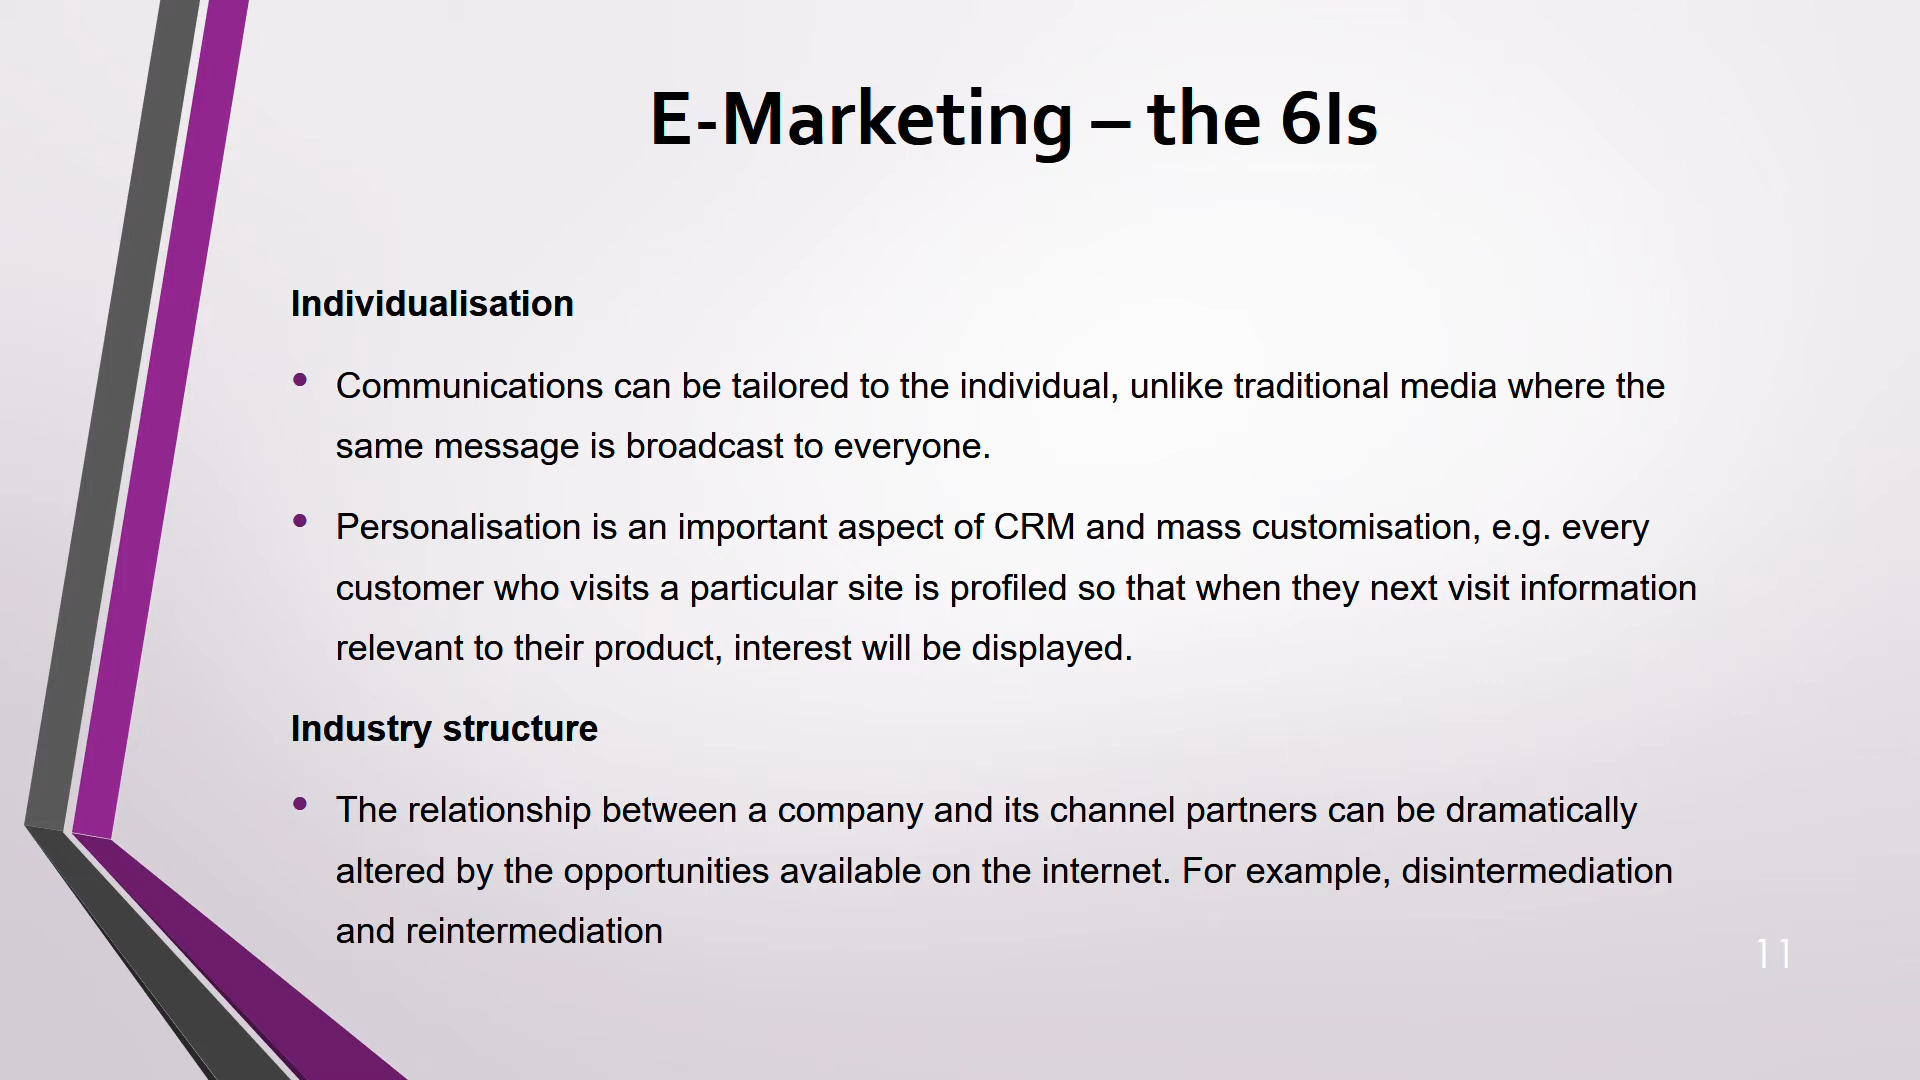 E-Marketing – the 6Is
Individualisation
• Communications can be tailored to the individual, unlike traditional media where the
same message is broadcast to everyone.
• Personalisation is an important aspect of CRM and mass customisation, e.g. every
customer who visits a particular site is profiled so that when they next visit information
relevant to their product, interest will be displayed.
Industry structure
• The relationship between a company and its channel partners can be dramatically
altered by the opportunities available on the internet. For example, disintermediation
and reintermediation
11